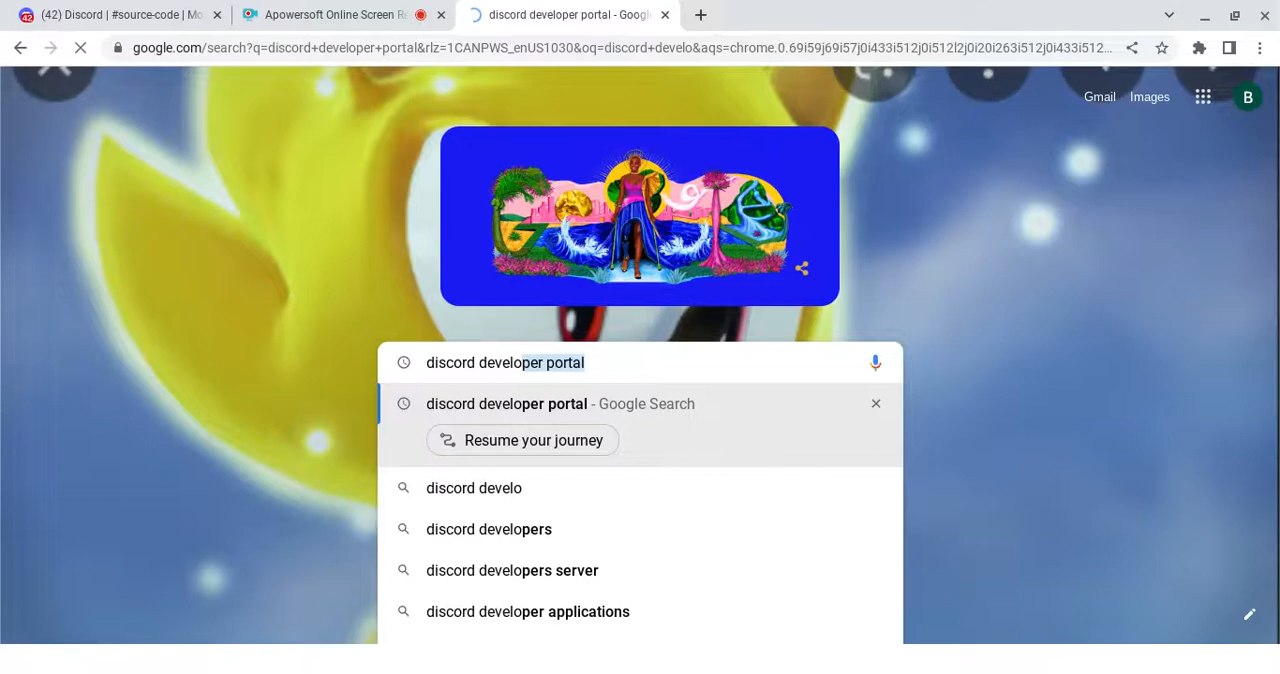 (42) Discord | #source-code | Mo
Apowersoft Online Screen R
discord developer portal - Googl
google.com/search?q=discord+developer+portal&rlz=1CANPWS_enUS1030&oq=discord+develo&aqs=chrome.0.69i59j69i57j0i433i512j0i512l2j0i20i263i512j0i433i512...
Gmail
Images
B
discord developer portal
discord developer portal - Google Search
Resume your journey
discord develo
discord developers
discord developers server
discord developer applications